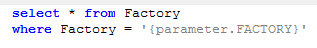 select * from Factory
where Factory = '{parameter.FACTORY}'